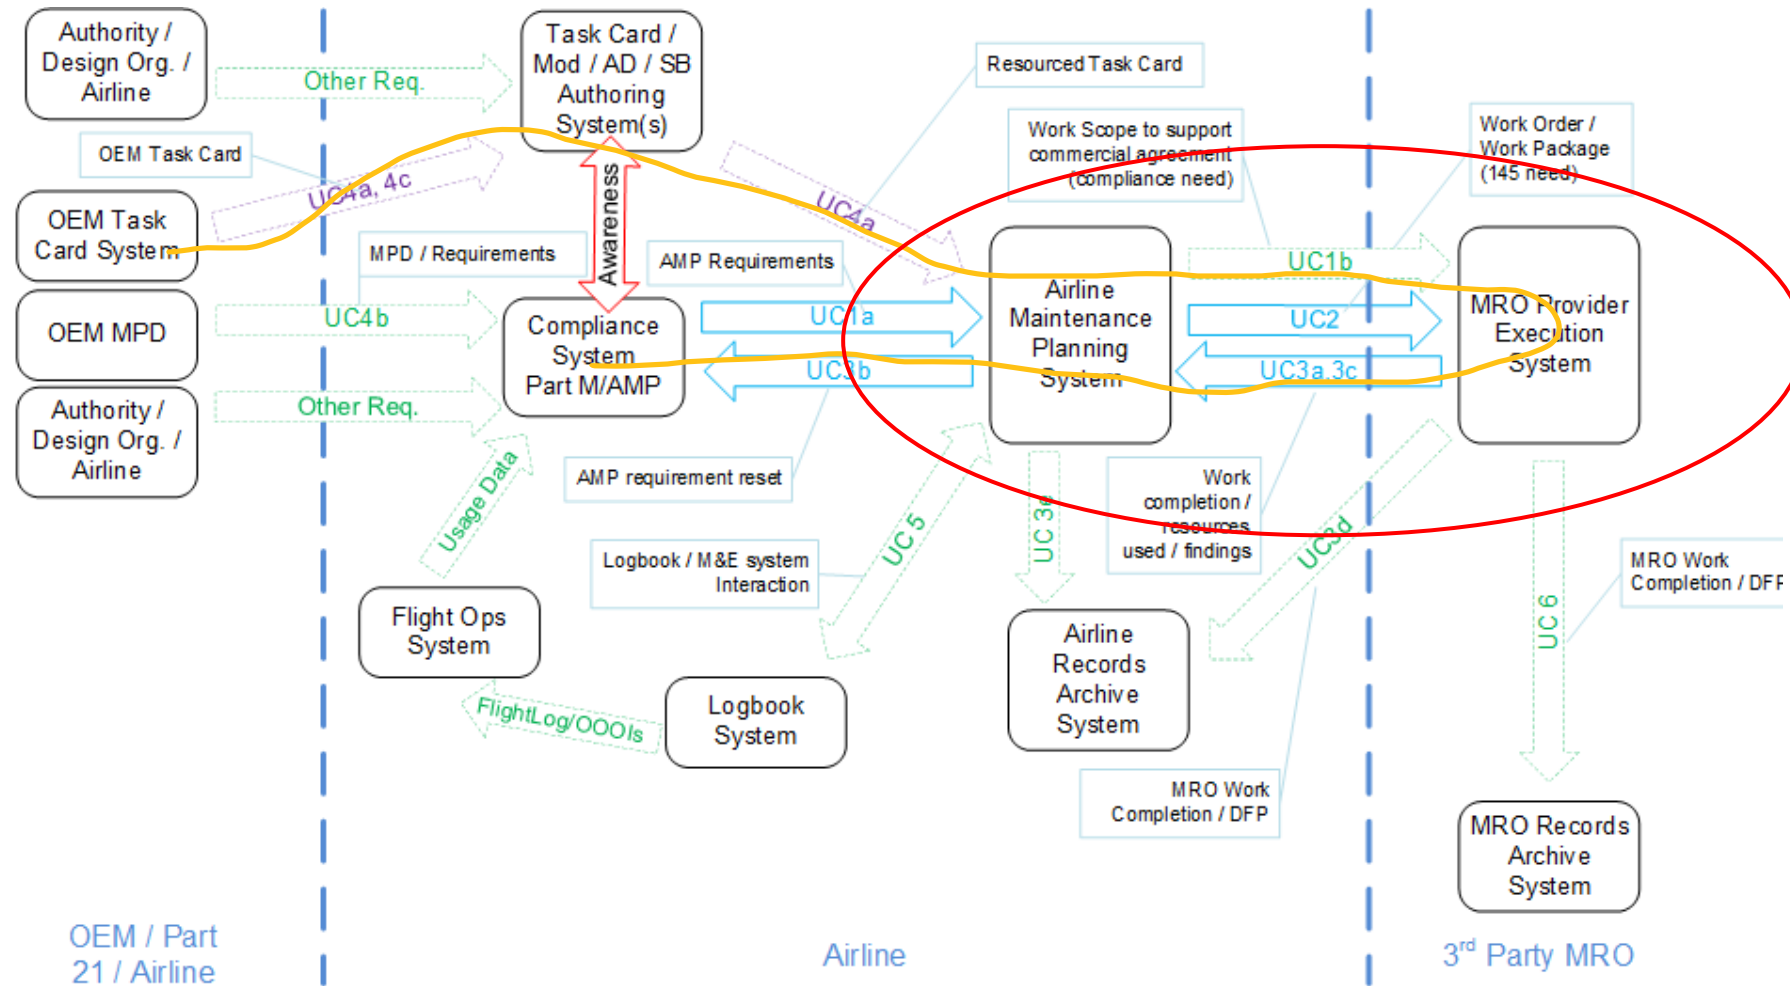 Authority /
Design Org. /
Airline
Other Req.
Task Card /
Mod / AD / SB
Authoring
System(s)
Resourced Task Card
Work Scope to support
commercial agreement
(compliance need)
Work Order /
Work Package
(145 need)
OEM Task Card
UC4a, 4c
UC4a
OEM Task
Card System
Awareness
MPD / Requirements
AMP Requirements
OEM MPD
UC4b
Compliance
System
Part M/AMP
UC1a
UC3b
Airline
Maintenance
Planning
System
UC1b
UC2
UC3a,3c
MRO Provider
Execution
System
Authority /
Design Org. /
Airline
Other Req.
Usage Data
AMP requirement reset
UC 5
Work
completion /
resources
used / findings
UC3d
Logbook / M&E system
Interaction
MRO Work
Completion / DFP
UC 6
Flight Ops
System
FlightLog/OOOIs
Logbook
System
Airline
Records
Archive
System
MRO Work
Completion / DFP
MRO Records
Archive
System
OEM / Part
21 / Airline
Airline
3rd Party MRO